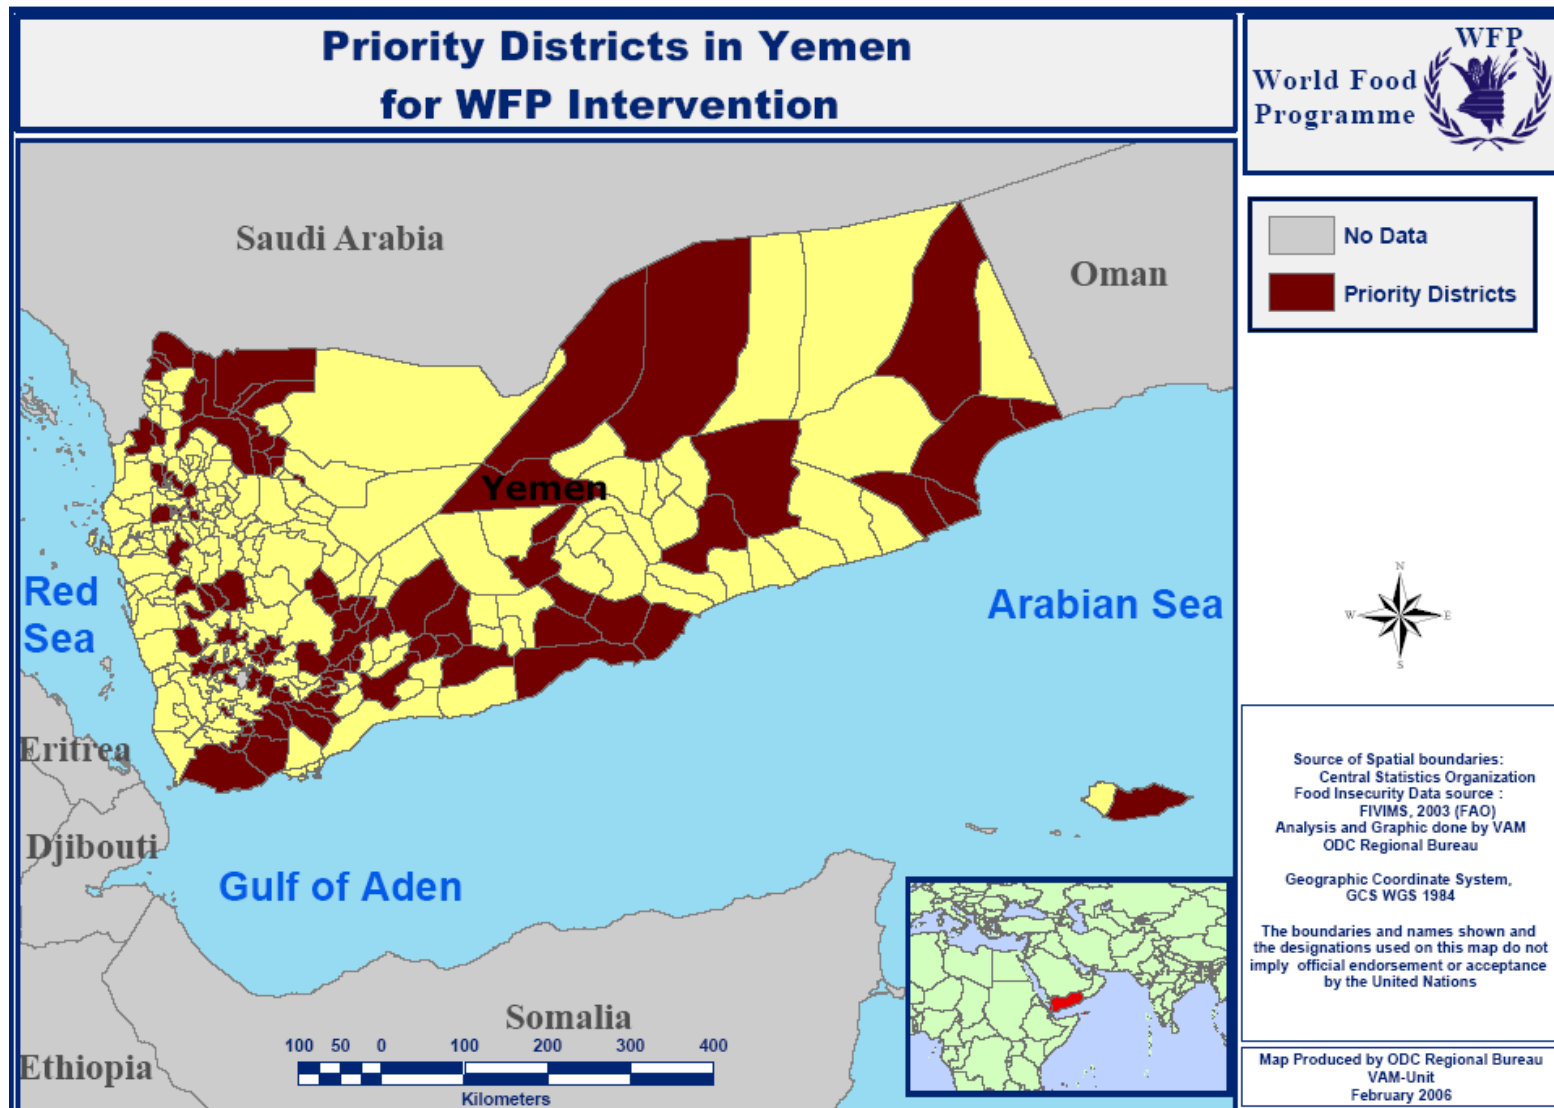 Priority Districts in Yemen
for WFP Intervention
WFP
World Food
Programme
No Data
Priority Districts
Saudi Arabia
Oman
Yemen
Red
Sea
Arabian Sea
Eritrea
Djibouti
Gulf of Aden
Somalia
Ethiopia
100 50 0 100 200 300 400
Kilometers
N
W E
S
Source of Spatial boundaries:
Central Statistics Organization
Food Insecurity Data source :
FIVIMS, 2003 (FAO)
Analysis and Graphic done by VAM
ODC Regional Bureau
Geographic Coordinate System,
GCS WGS 1984
The boundaries and names shown and
the designations used on this map do not
imply official endorsement or acceptance
by the United Nations
Map Produced by ODC Regional Bureau
VAM-Unit
February 2006